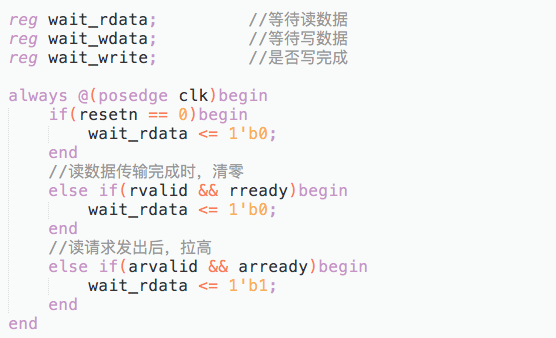 reg wait_rdata;         //等待读数据
reg wait_wdata;         //等待写数据
reg wait_write;         //是否写完成

always @(posedge clk)begin
    if(resetn == 0)begin
        wait_rdata <= 1'b0;
    end
    //读数据传输完成时，清零
    else if(rvalid && rready)begin
        wait_rdata <= 1'b0;
    end
    //读请求发出后，拉高
    else if(arvalid && arready)begin
        wait_rdata <= 1'b1;
    end
end